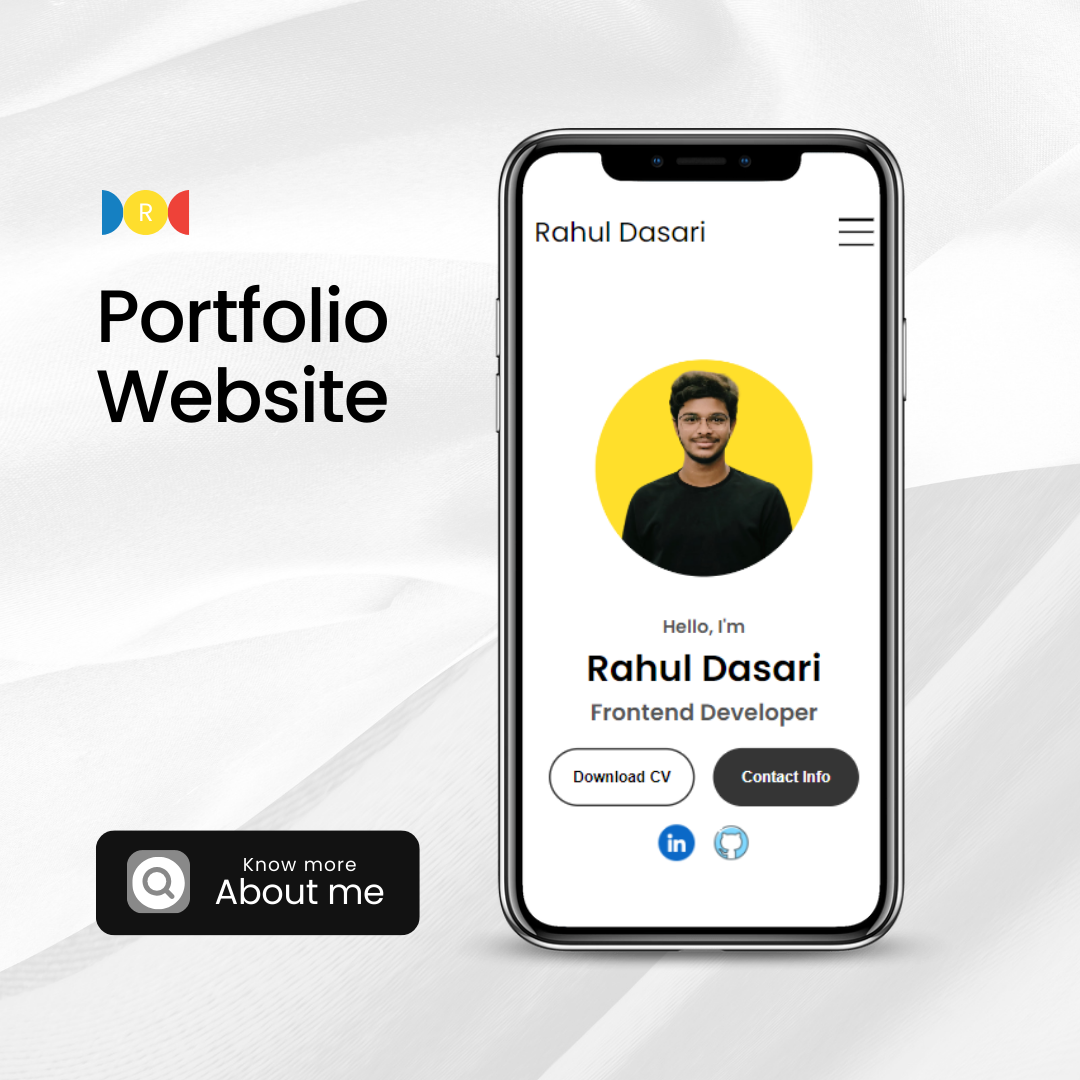 R
Portfolio
Website
Know more
About me
Rahul Dasari
Hello, I'm
Rahul Dasari
Frontend Developer
Download CV
Contact Info
in